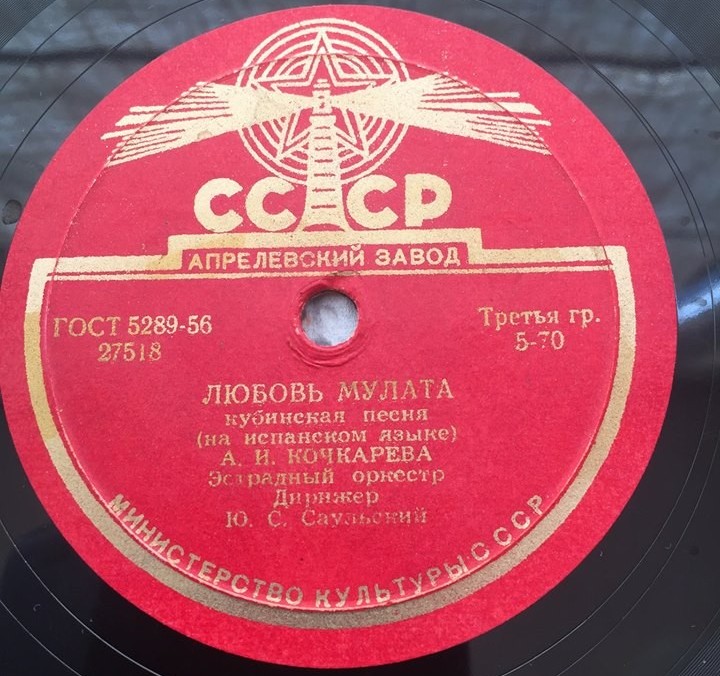 СССР
АПРЕЛЕВСКИЙ ЗАВОД
ГОСТ 5289-56
27518
Третья гр.
5-70
ЛЮБОВЬ МУЛАТА
кубинская песня
(на испанском языке)
А. И. КОЧКАРЕВА
Эстрадный оркестр
Дирижер
Ю. С. Саульский
МИНИСТЕРСТВО КУЛЬТУРЫ СССР